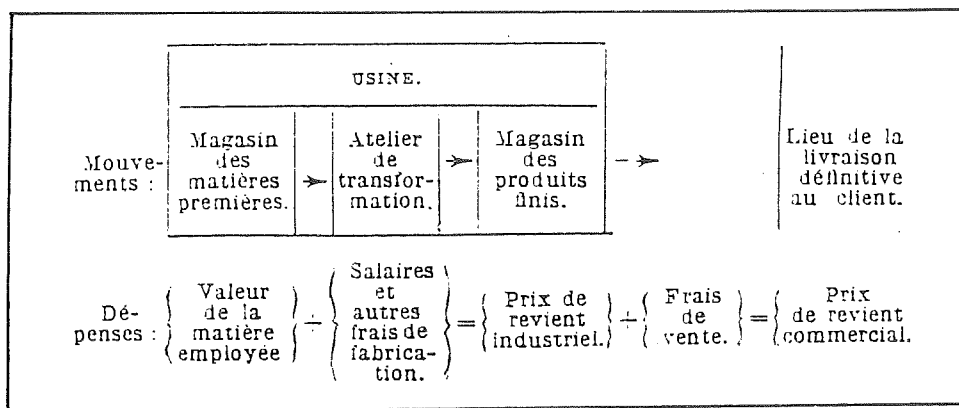 USINE.
Mouve-
ments :
Magasin
des
matières
premières.
Atelier
de
transfor-
mation.
Magasin
des
produits
finis.
Lieu de la
livraison
définitive
au client.
Dé-
penses :
Valeur
de la
matière
employée
+
Salaires
et
autres
frais de
fabrica-
tion.
=
Prix de
revient
industriel.
+
Frais
de
vente.
=
Prix
de revient
commercial.